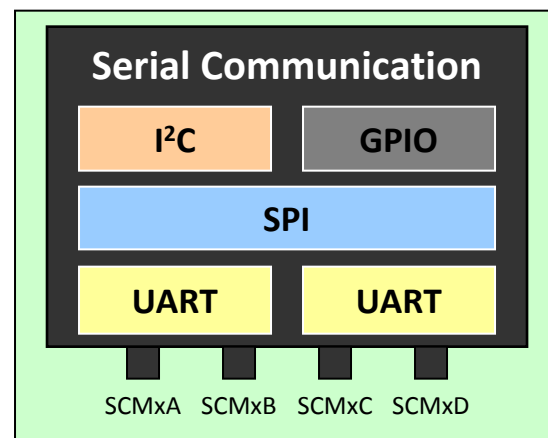 Serial Communication
I²C GPIO
SPI
UART UART
SCMxA SCMxB SCMxC SCMxD